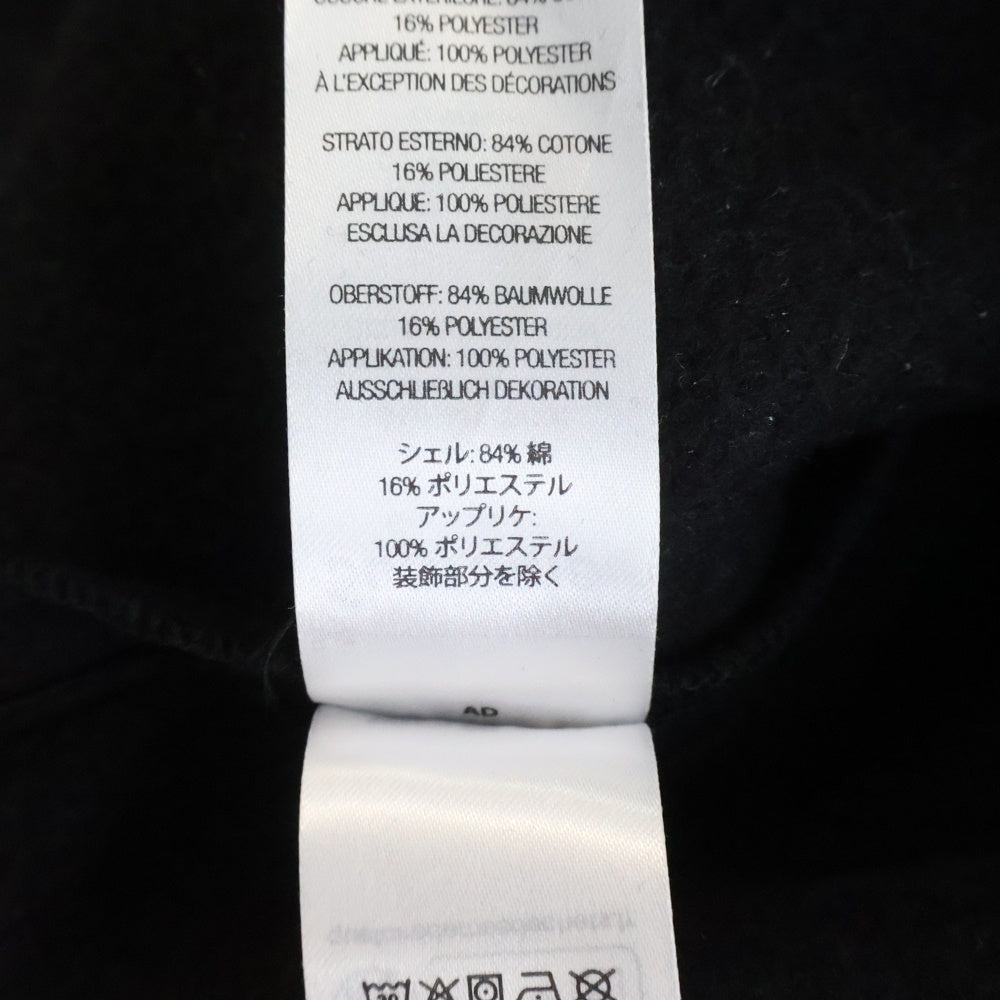 16% POLYESTER
APPLIQUÉ: 100% POLYESTER
À L'EXCEPTION DES DÉCORATIONS
STRATO ESTERNO: 84% COTONE
16% POLIESTERE
APPLIQUE: 100% POLIESTERE
ESCLUSA LA DECORAZIONE
OBERSTOFF: 84% BAUMWOLLE
16% POLYESTER
APPLIKATION: 100% POLYESTER
AUSSCHLIEßLICH DEKORATION
シェル: 84% 綿
16% ポリエステル
アップリケ:
100% ポリエステル
装飾部分を除く
AD
30